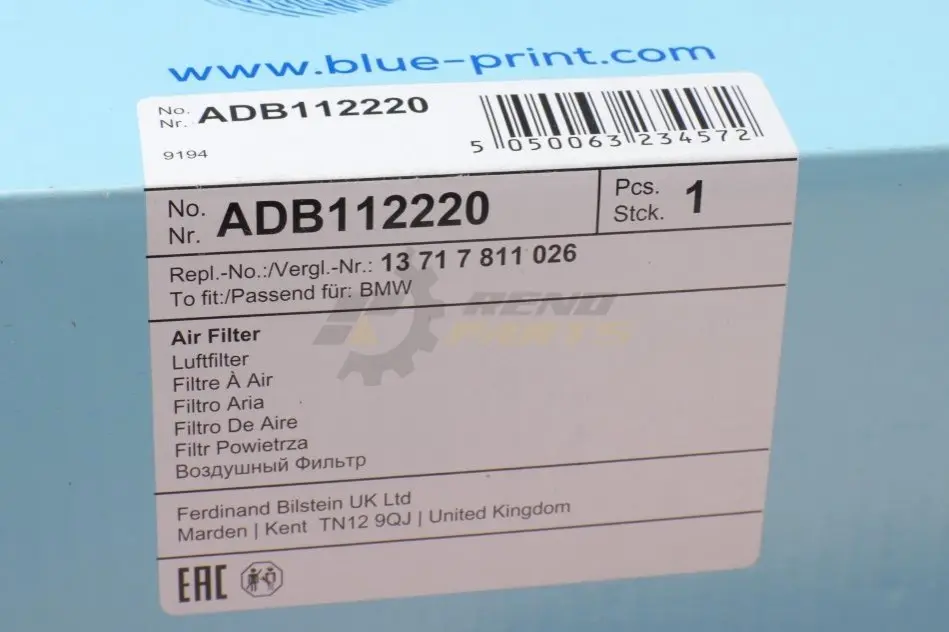 www.blue-print.com
No.
Nr. ADB112220
9194
5 050063 234572
No.
Nr. ADB112220
Pcs.
Stck. 1
Repl.-No.:/Vergl.-Nr.: 13 71 7 811 026
To fit:/Passend für: BMW
REND
PARTS
Air Filter
Luftfilter
Filtre À Air
Filtro Aria
Filtro De Aire
Filtr Powietrza
Воздушный Фильтр
Ferdinand Bilstein UK Ltd
Marden | Kent TN12 9QJ | United Kingdom
EAC